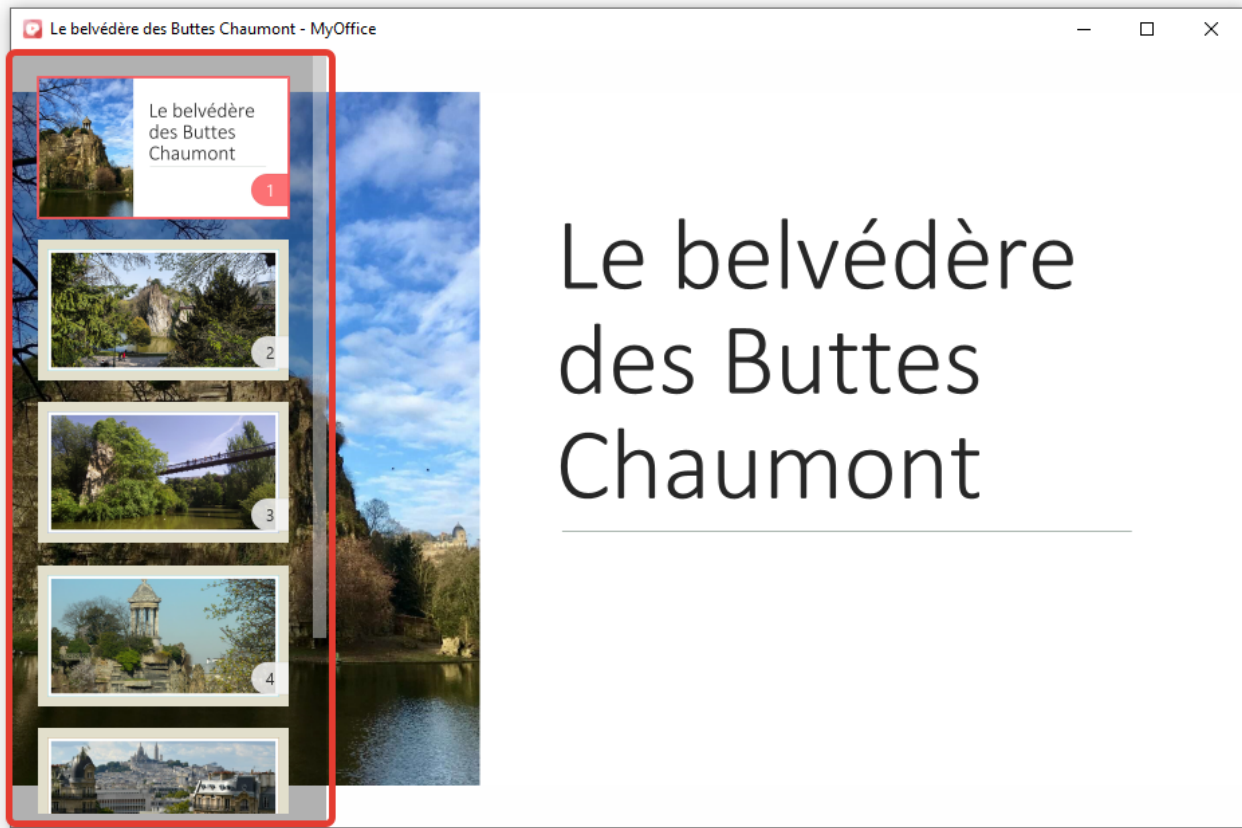 Le belvédère des Buttes Chaumont - MyOffice
Le belvédère
des Buttes
Chaumont
1
2
3
4
Le belvédère
des Buttes
Chaumont